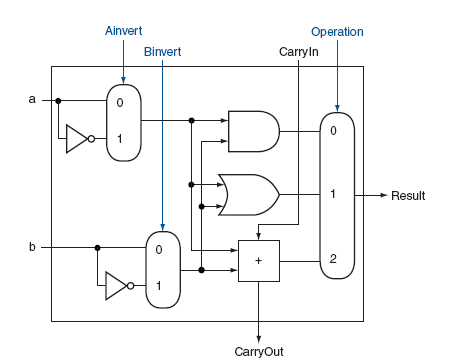 Ainvert
Operation
Binvert
CarryIn
a
0
1
0
1
Result
b
0
1
2
+
CarryOut